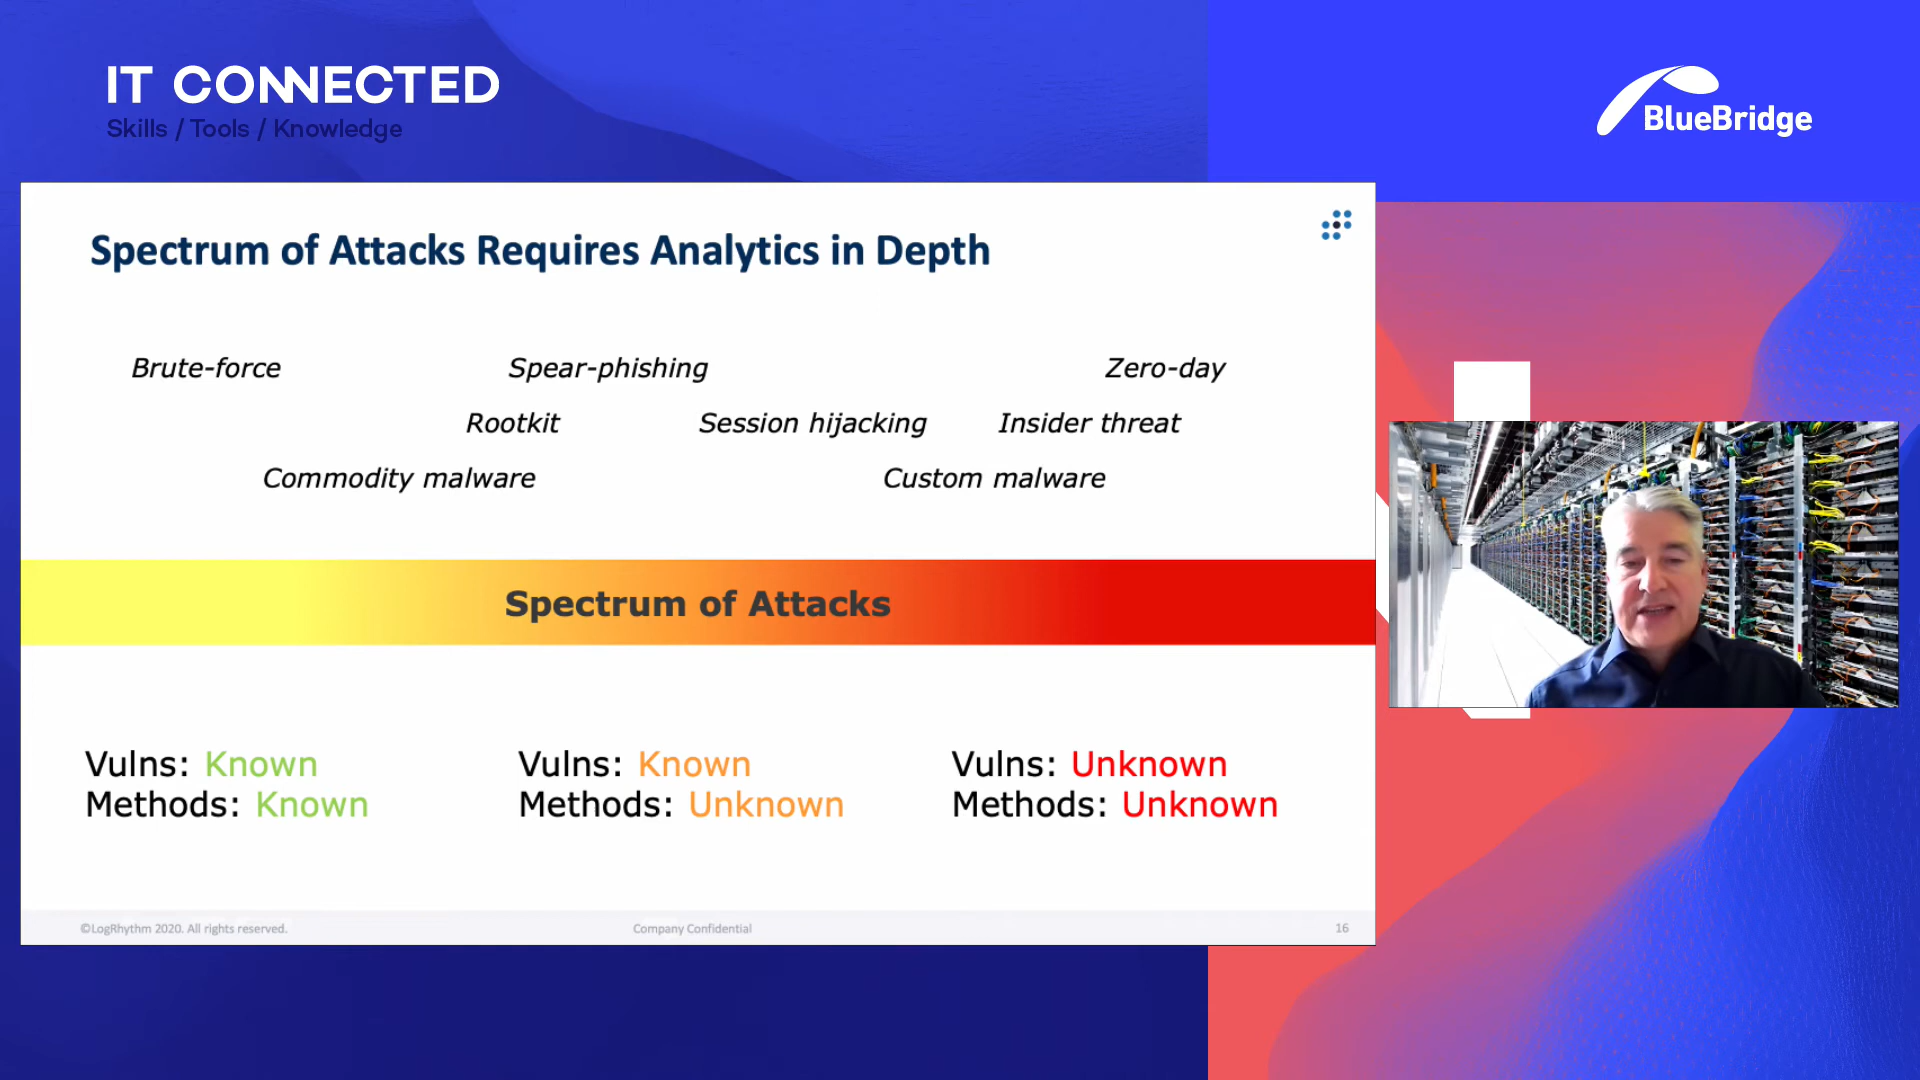 IT CONNECTED
Skills / Tools / Knowledge
BlueBridge
Spectrum of Attacks Requires Analytics in Depth
Brute-force Spear-phishing Zero-day
Rootkit Session hijacking Insider threat
Commodity malware Custom malware
Spectrum of Attacks
Vulns: Known
Methods: Known
Vulns: Known
Methods: Unknown
Vulns: Unknown
Methods: Unknown
©LogRhythm 2020. All rights reserved. Company Confidential 16